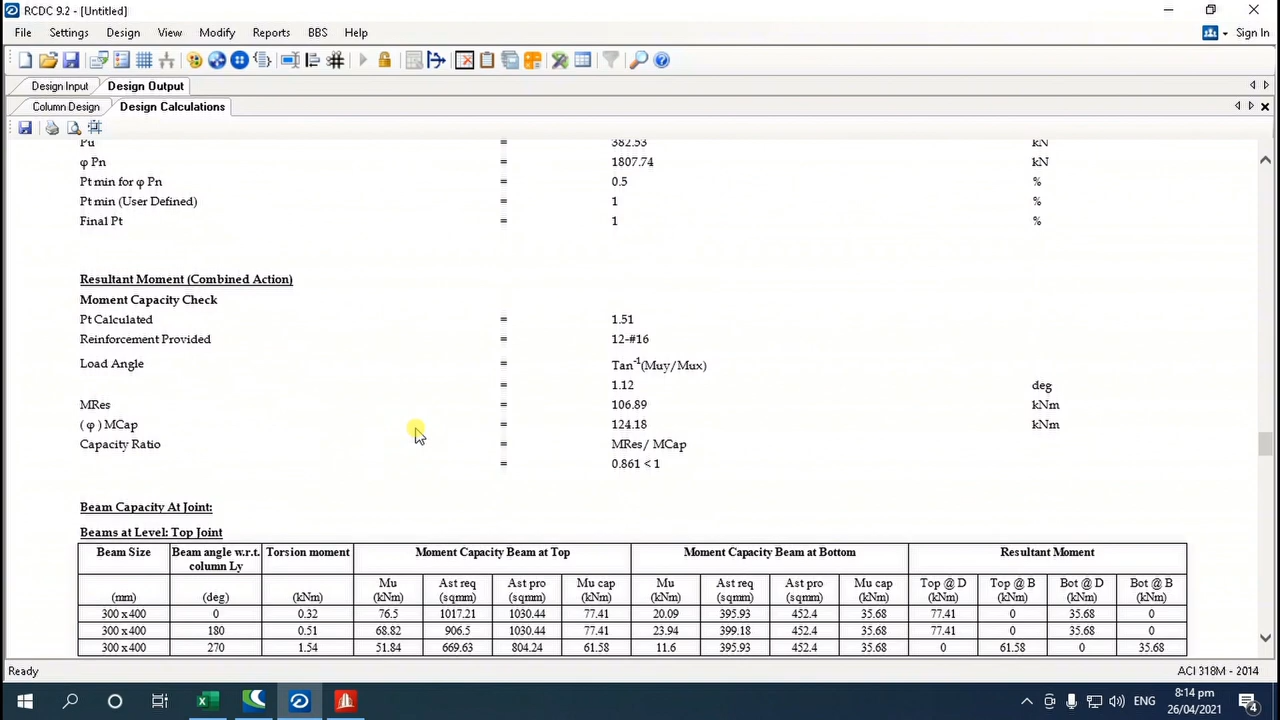 RCDC 9.2 - [Untitled]
File Settings Design View Modify Reports BBS Help Sign In
Design Input Design Output
Column Design Design Calculations
Pu = 382.53 kN
φ Pn = 1807.74 kN
Pt min for φ Pn = 0.5 %
Pt min (User Defined) = 1 %
Final Pt = 1 %
Resultant Moment (Combined Action)
Moment Capacity Check
Pt Calculated = 1.51
Reinforcement Provided = 12-#16
Load Angle = Tan-1(Muy/Mux)
= 1.12 deg
MRes = 106.89 kNm
( φ ) MCap = 124.18 kNm
Capacity Ratio = MRes/ MCap
= 0.861 < 1
Beam Capacity At Joint:
Beams at Level: Top Joint
Beam Size Beam angle w.r.t. Torsion moment Moment Capacity Beam at Top Moment Capacity Beam at Bottom Resultant Moment
column Ly
Mu Ast req Ast pro Mu cap Mu Ast req Ast pro Mu cap Top @ D Top @ B Bot @ D Bot @ B
(mm) (deg) (kNm) (kNm) (sqmm) (sqmm) (kNm) (kNm) (sqmm) (sqmm) (kNm) (kNm) (kNm) (kNm) (kNm)
300 x 400 0 0.32 76.5 1017.21 1030.44 77.41 20.09 395.93 452.4 35.68 77.41 0 35.68 0
300 x 400 180 0.51 68.82 906.5 1030.44 77.41 23.94 399.18 452.4 35.68 77.41 0 35.68 0
300 x 400 270 1.54 51.84 669.63 804.24 61.58 11.6 395.93 452.4 35.68 0 61.58 0 35.68
Ready ACI 318M - 2014
ENG 8:14 pm
26/04/2021
4